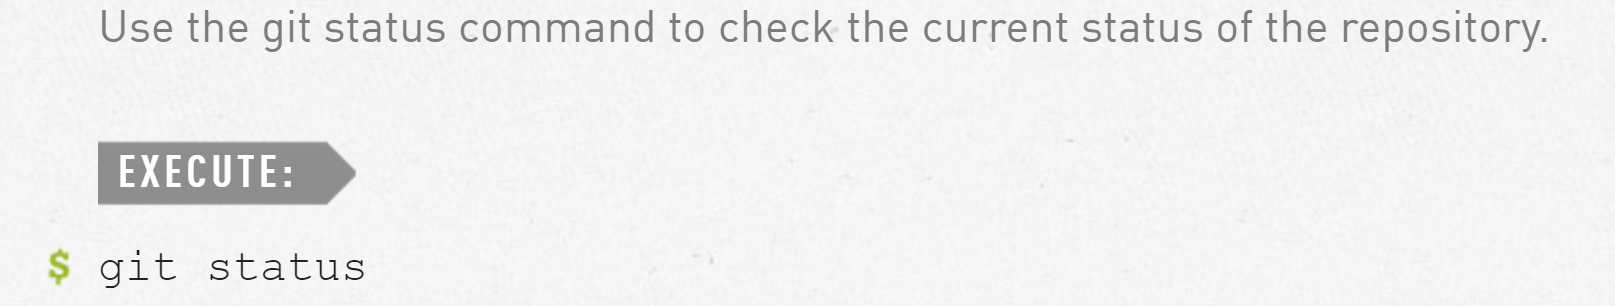 Use the git status command to check the current status of the repository.
EXECUTE:
$ git status